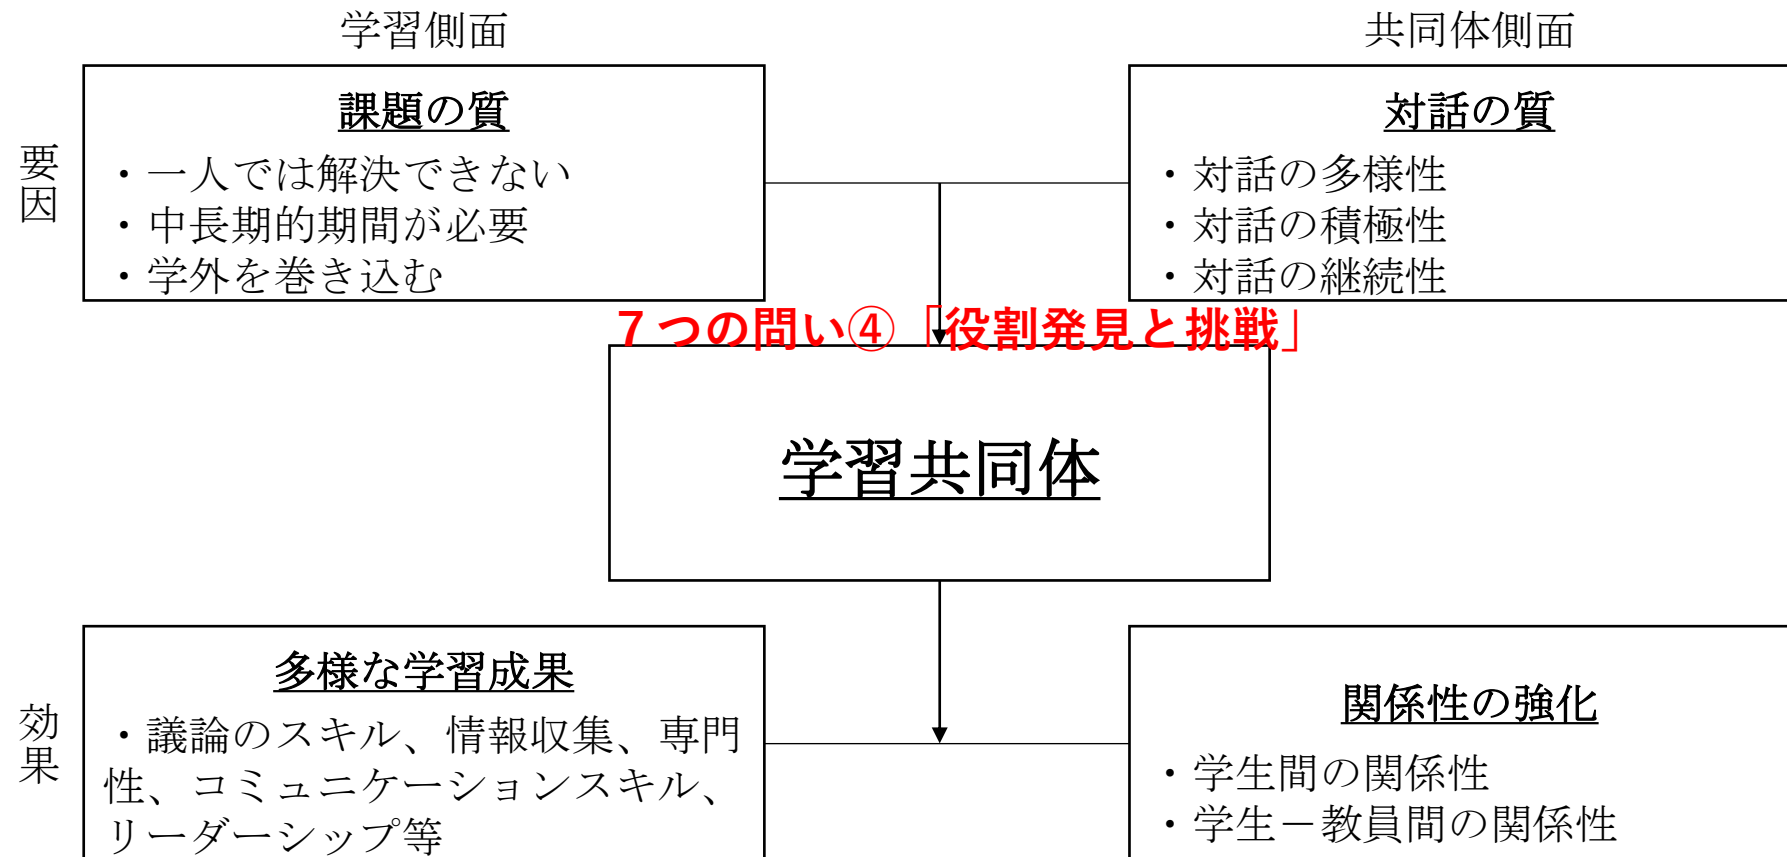 学習側面
共同体側面
要因
課題の質
・一人では解決できない
・中長期的期間が必要
・学外を巻き込む
対話の質
・対話の多様性
・対話の積極性
・対話の継続性
７つの問い④「役割発見と挑戦」
学習共同体
効果
多様な学習成果
・議論のスキル、情報収集、専門
性、コミュニケーションスキル、
リーダーシップ等
関係性の強化
・学生間の関係性
・学生－教員間の関係性